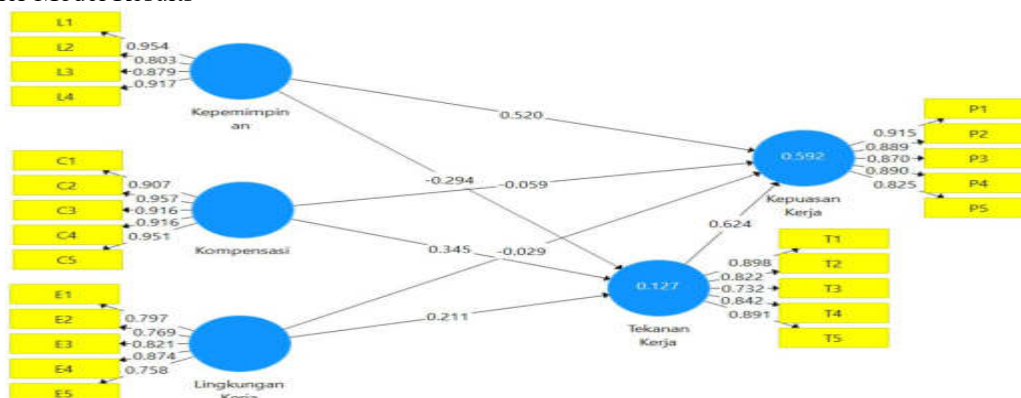 L1
L2
L3
L4
0.954
0.803
0.879
0.917
Kepemimpin
an
C1
C2
C3
C4
C5
0.907
0.957
0.916
0.916
0.951
Kompensasi
E1
E2
E3
E4
E5
0.797
0.769
0.821
0.874
0.758
Lingkungan
Kerja
0.520
-0.294
-0.059
0.345
-0.029
0.211
0.624
0.592
Kepuasan
Kerja
0.915
0.889
0.870
0.890
0.825
P1
P2
P3
P4
P5
0.127
Tekanan
Kerja
0.898
0.822
0.732
0.842
0.891
T1
T2
T3
T4
T5